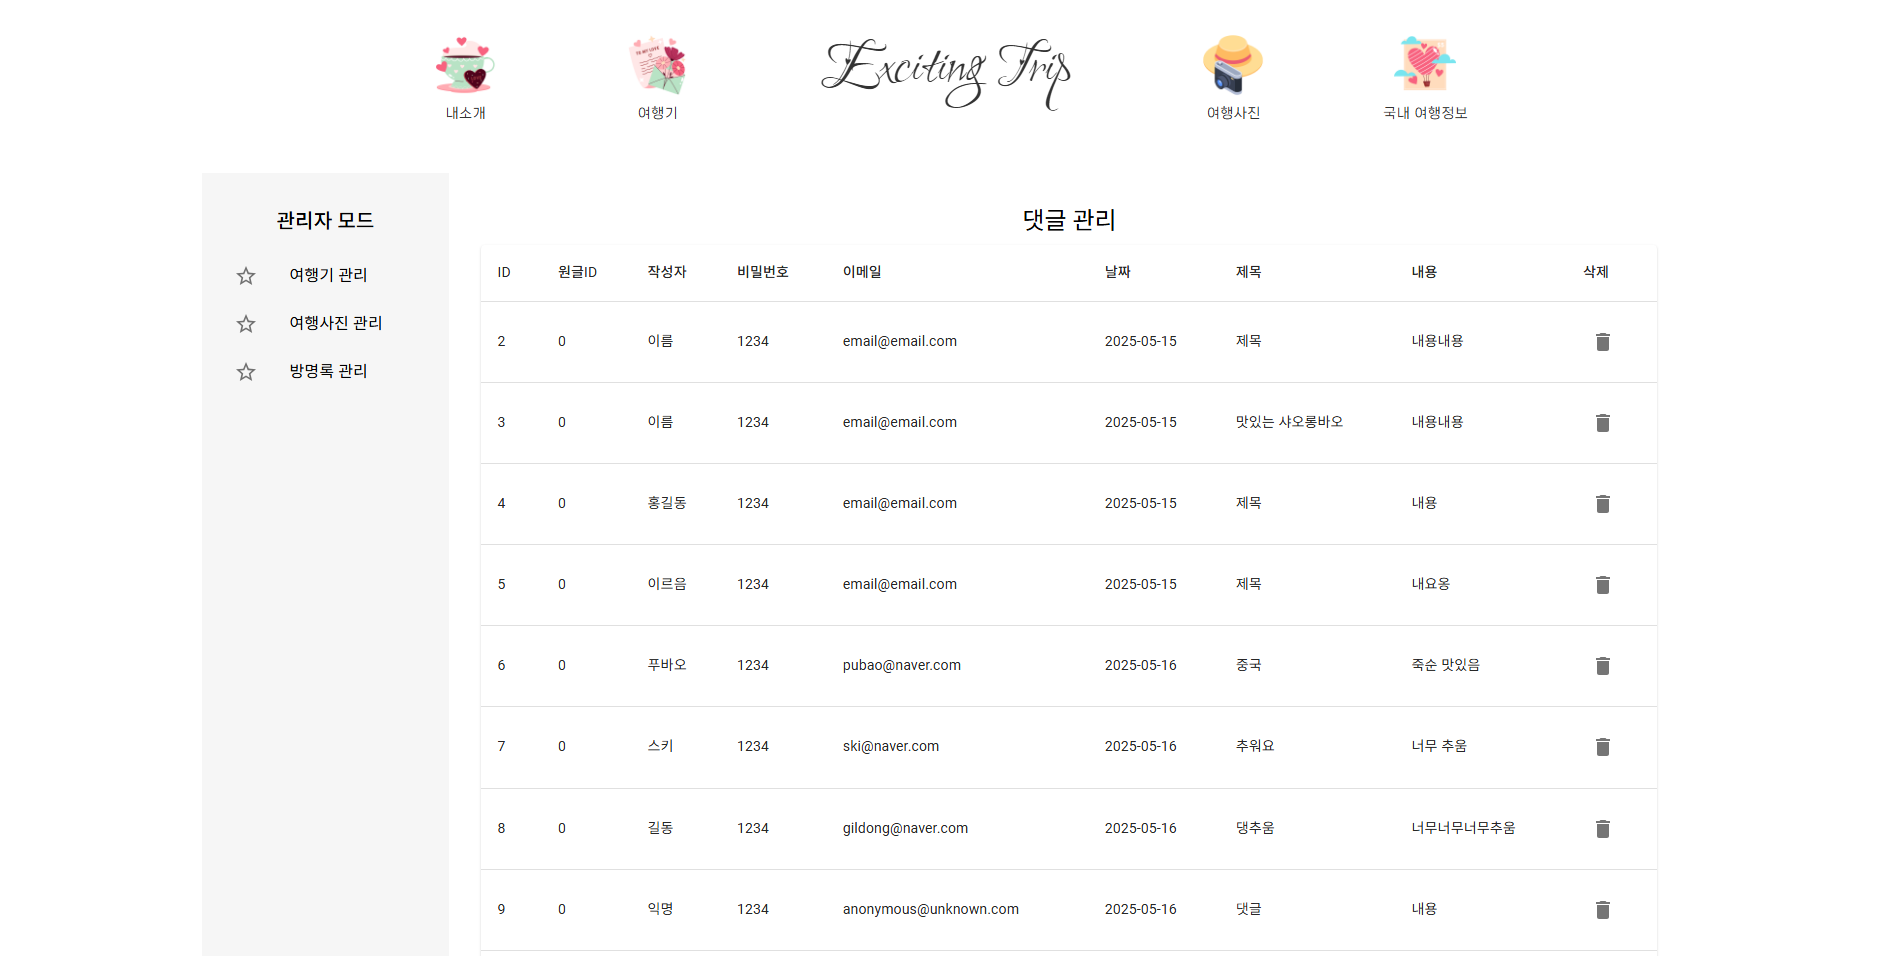 Exciting Trip
내소개
여행기
여행사진
국내 여행정보
TO MY LOVE
관리자 모드
여행기 관리
여행사진 관리
방명록 관리
댓글 관리
ID 원글ID 작성자 비밀번호 이메일 날짜 제목 내용 삭제
2 0 이름 1234 email@email.com 2025-05-15 제목 내용내용
3 0 이름 1234 email@email.com 2025-05-15 맛있는 샤오롱바오 내용내용
4 0 홍길동 1234 email@email.com 2025-05-15 제목 내용
5 0 이르음 1234 email@email.com 2025-05-15 제목 내요옹
6 0 푸바오 1234 pubao@naver.com 2025-05-16 중국 죽순 맛있음
7 0 스키 1234 ski@naver.com 2025-05-16 추워요 너무 추움
8 0 길동 1234 gildong@naver.com 2025-05-16 댕추움 너무너무너무추움
9 0 익명 1234 anonymous@unknown.com 2025-05-16 댓글 내용